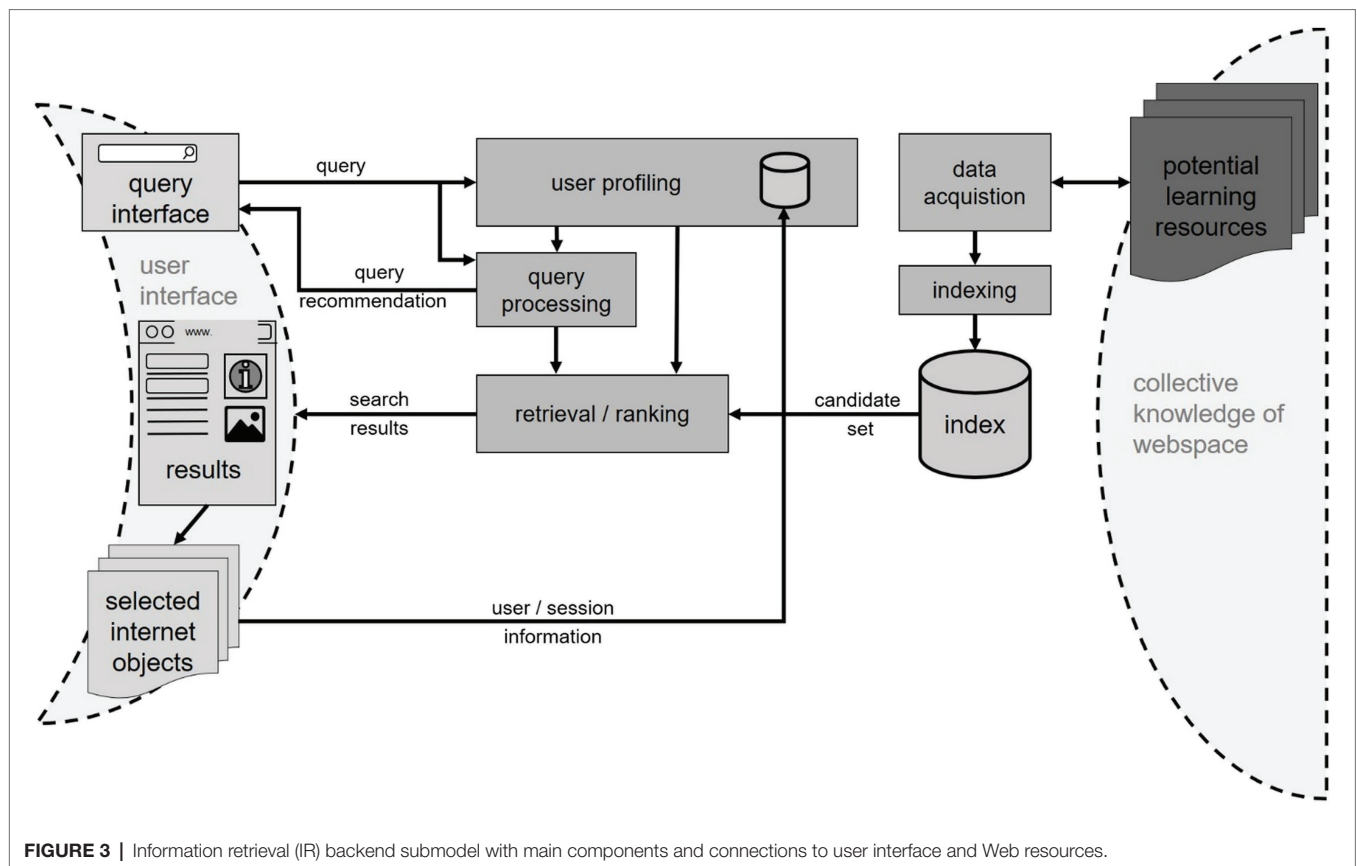 query
interface
user
interface
www.
results
selected
internet
objects
query
query
recommendation
search
results
user / session
information
user profiling
query
processing
retrieval / ranking
candidate
set
data
acquistion
indexing
index
potential
learning
resources
collective
knowledge of
webspace
FIGURE 3 | Information retrieval (IR) backend submodel with main components and connections to user interface and Web resources.